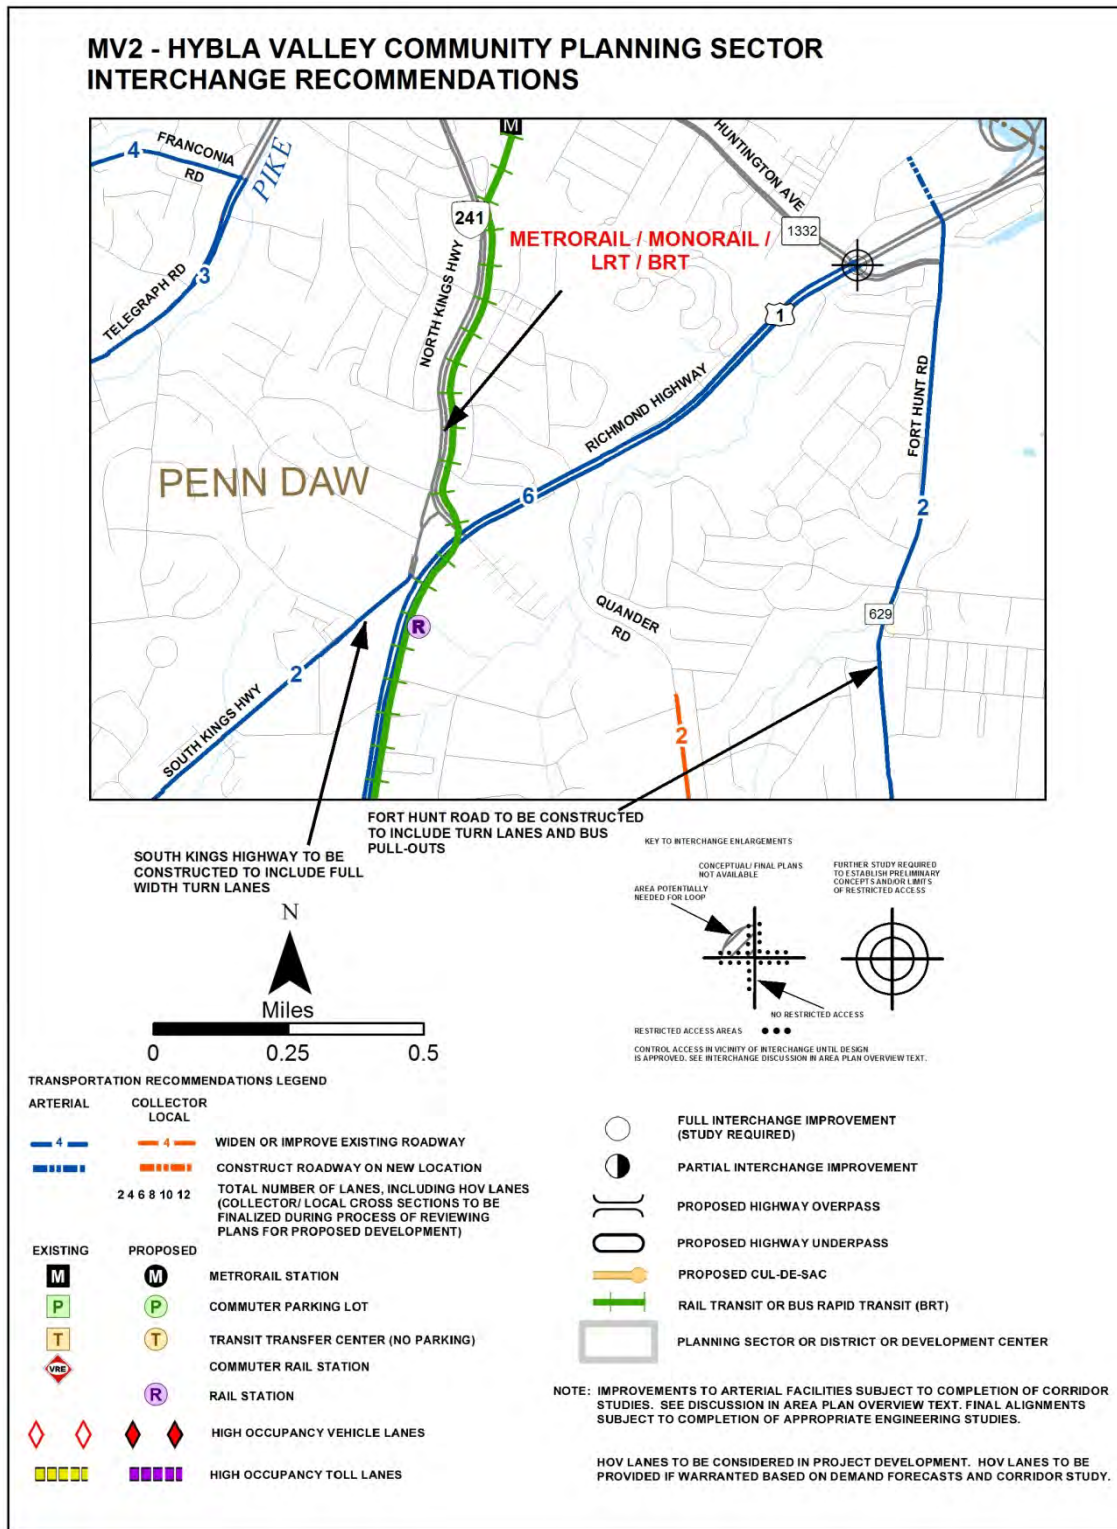 MV2 - HYBLA VALLEY COMMUNITY PLANNING SECTOR
INTERCHANGE RECOMMENDATIONS
M
4
FRANCONIA
RD
PIKE
241
HUNTINGTON AVE
1332
METRORAIL / MONORAIL /
LRT / BRT
3
TELEGRAPH RD
NORTH KINGS HWY
1
RICHMOND HIGHWAY
FORT HUNT RD
PENN DAW
6
2
QUANDER
RD
629
R
2
SOUTH KINGS HWY
2
FORT HUNT ROAD TO BE CONSTRUCTED
TO INCLUDE TURN LANES AND BUS
PULL-OUTS
SOUTH KINGS HIGHWAY TO BE
CONSTRUCTED TO INCLUDE FULL
WIDTH TURN LANES
KEY TO INTERCHANGE ENLARGEMENTS
CONCEPTUAL/ FINAL PLANS
NOT AVAILABLE
FURTHER STUDY REQUIRED
TO ESTABLISH PRELIMINARY
CONCEPTS AND/OR LIMITS
OF RESTRICTED ACCESS
AREA POTENTIALLY
NEEDED FOR LOOP
NO RESTRICTED ACCESS
RESTRICTED ACCESS AREAS
CONTROL ACCESS IN VICINITY OF INTERCHANGE UNTIL DESIGN
IS APPROVED. SEE INTERCHANGE DISCUSSION IN AREA PLAN OVERVIEW TEXT.
N
Miles
0 0.25 0.5
TRANSPORTATION RECOMMENDATIONS LEGEND
ARTERIAL COLLECTOR
LOCAL
4 4 WIDEN OR IMPROVE EXISTING ROADWAY
CONSTRUCT ROADWAY ON NEW LOCATION
2 4 6 8 10 12 TOTAL NUMBER OF LANES, INCLUDING HOV LANES
(COLLECTOR/ LOCAL CROSS SECTIONS TO BE
FINALIZED DURING PROCESS OF REVIEWING
PLANS FOR PROPOSED DEVELOPMENT)
EXISTING PROPOSED
M M METRORAIL STATION
P P COMMUTER PARKING LOT
T T TRANSIT TRANSFER CENTER (NO PARKING)
VRE COMMUTER RAIL STATION
R RAIL STATION
HIGH OCCUPANCY VEHICLE LANES
HIGH OCCUPANCY TOLL LANES
FULL INTERCHANGE IMPROVEMENT
(STUDY REQUIRED)
PARTIAL INTERCHANGE IMPROVEMENT
PROPOSED HIGHWAY OVERPASS
PROPOSED HIGHWAY UNDERPASS
PROPOSED CUL-DE-SAC
RAIL TRANSIT OR BUS RAPID TRANSIT (BRT)
PLANNING SECTOR OR DISTRICT OR DEVELOPMENT CENTER
NOTE: IMPROVEMENTS TO ARTERIAL FACILITIES SUBJECT TO COMPLETION OF CORRIDOR
STUDIES. SEE DISCUSSION IN AREA PLAN OVERVIEW TEXT. FINAL ALIGNMENTS
SUBJECT TO COMPLETION OF APPROPRIATE ENGINEERING STUDIES.
HOV LANES TO BE CONSIDERED IN PROJECT DEVELOPMENT. HOV LANES TO BE
PROVIDED IF WARRANTED BASED ON DEMAND FORECASTS AND CORRIDOR STUDY.